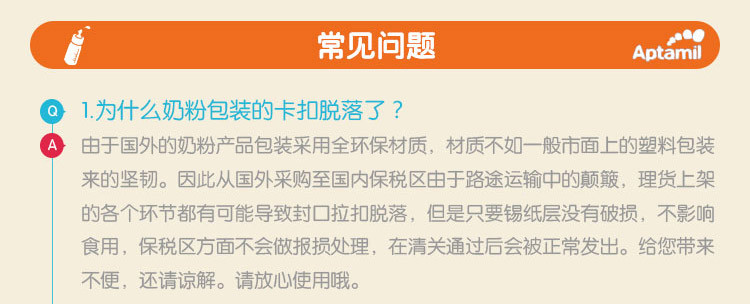 常见问题
Aptamil
Q 1.为什么奶粉包装的卡扣脱落了？
A 由于国外的奶粉产品包装采用全环保材质，材质不如一般市面上的塑料包装
来的坚韧。因此从国外采购至国内保税区由于路途运输中的颠簸，理货上架
的各个环节都有可能导致封口拉扣脱落，但是只要锡纸层没有破损，不影响
食用，保税区方面不会做报损处理，在清关通过后会被正常发出。给您带来
不便，还请谅解。请放心使用哦。